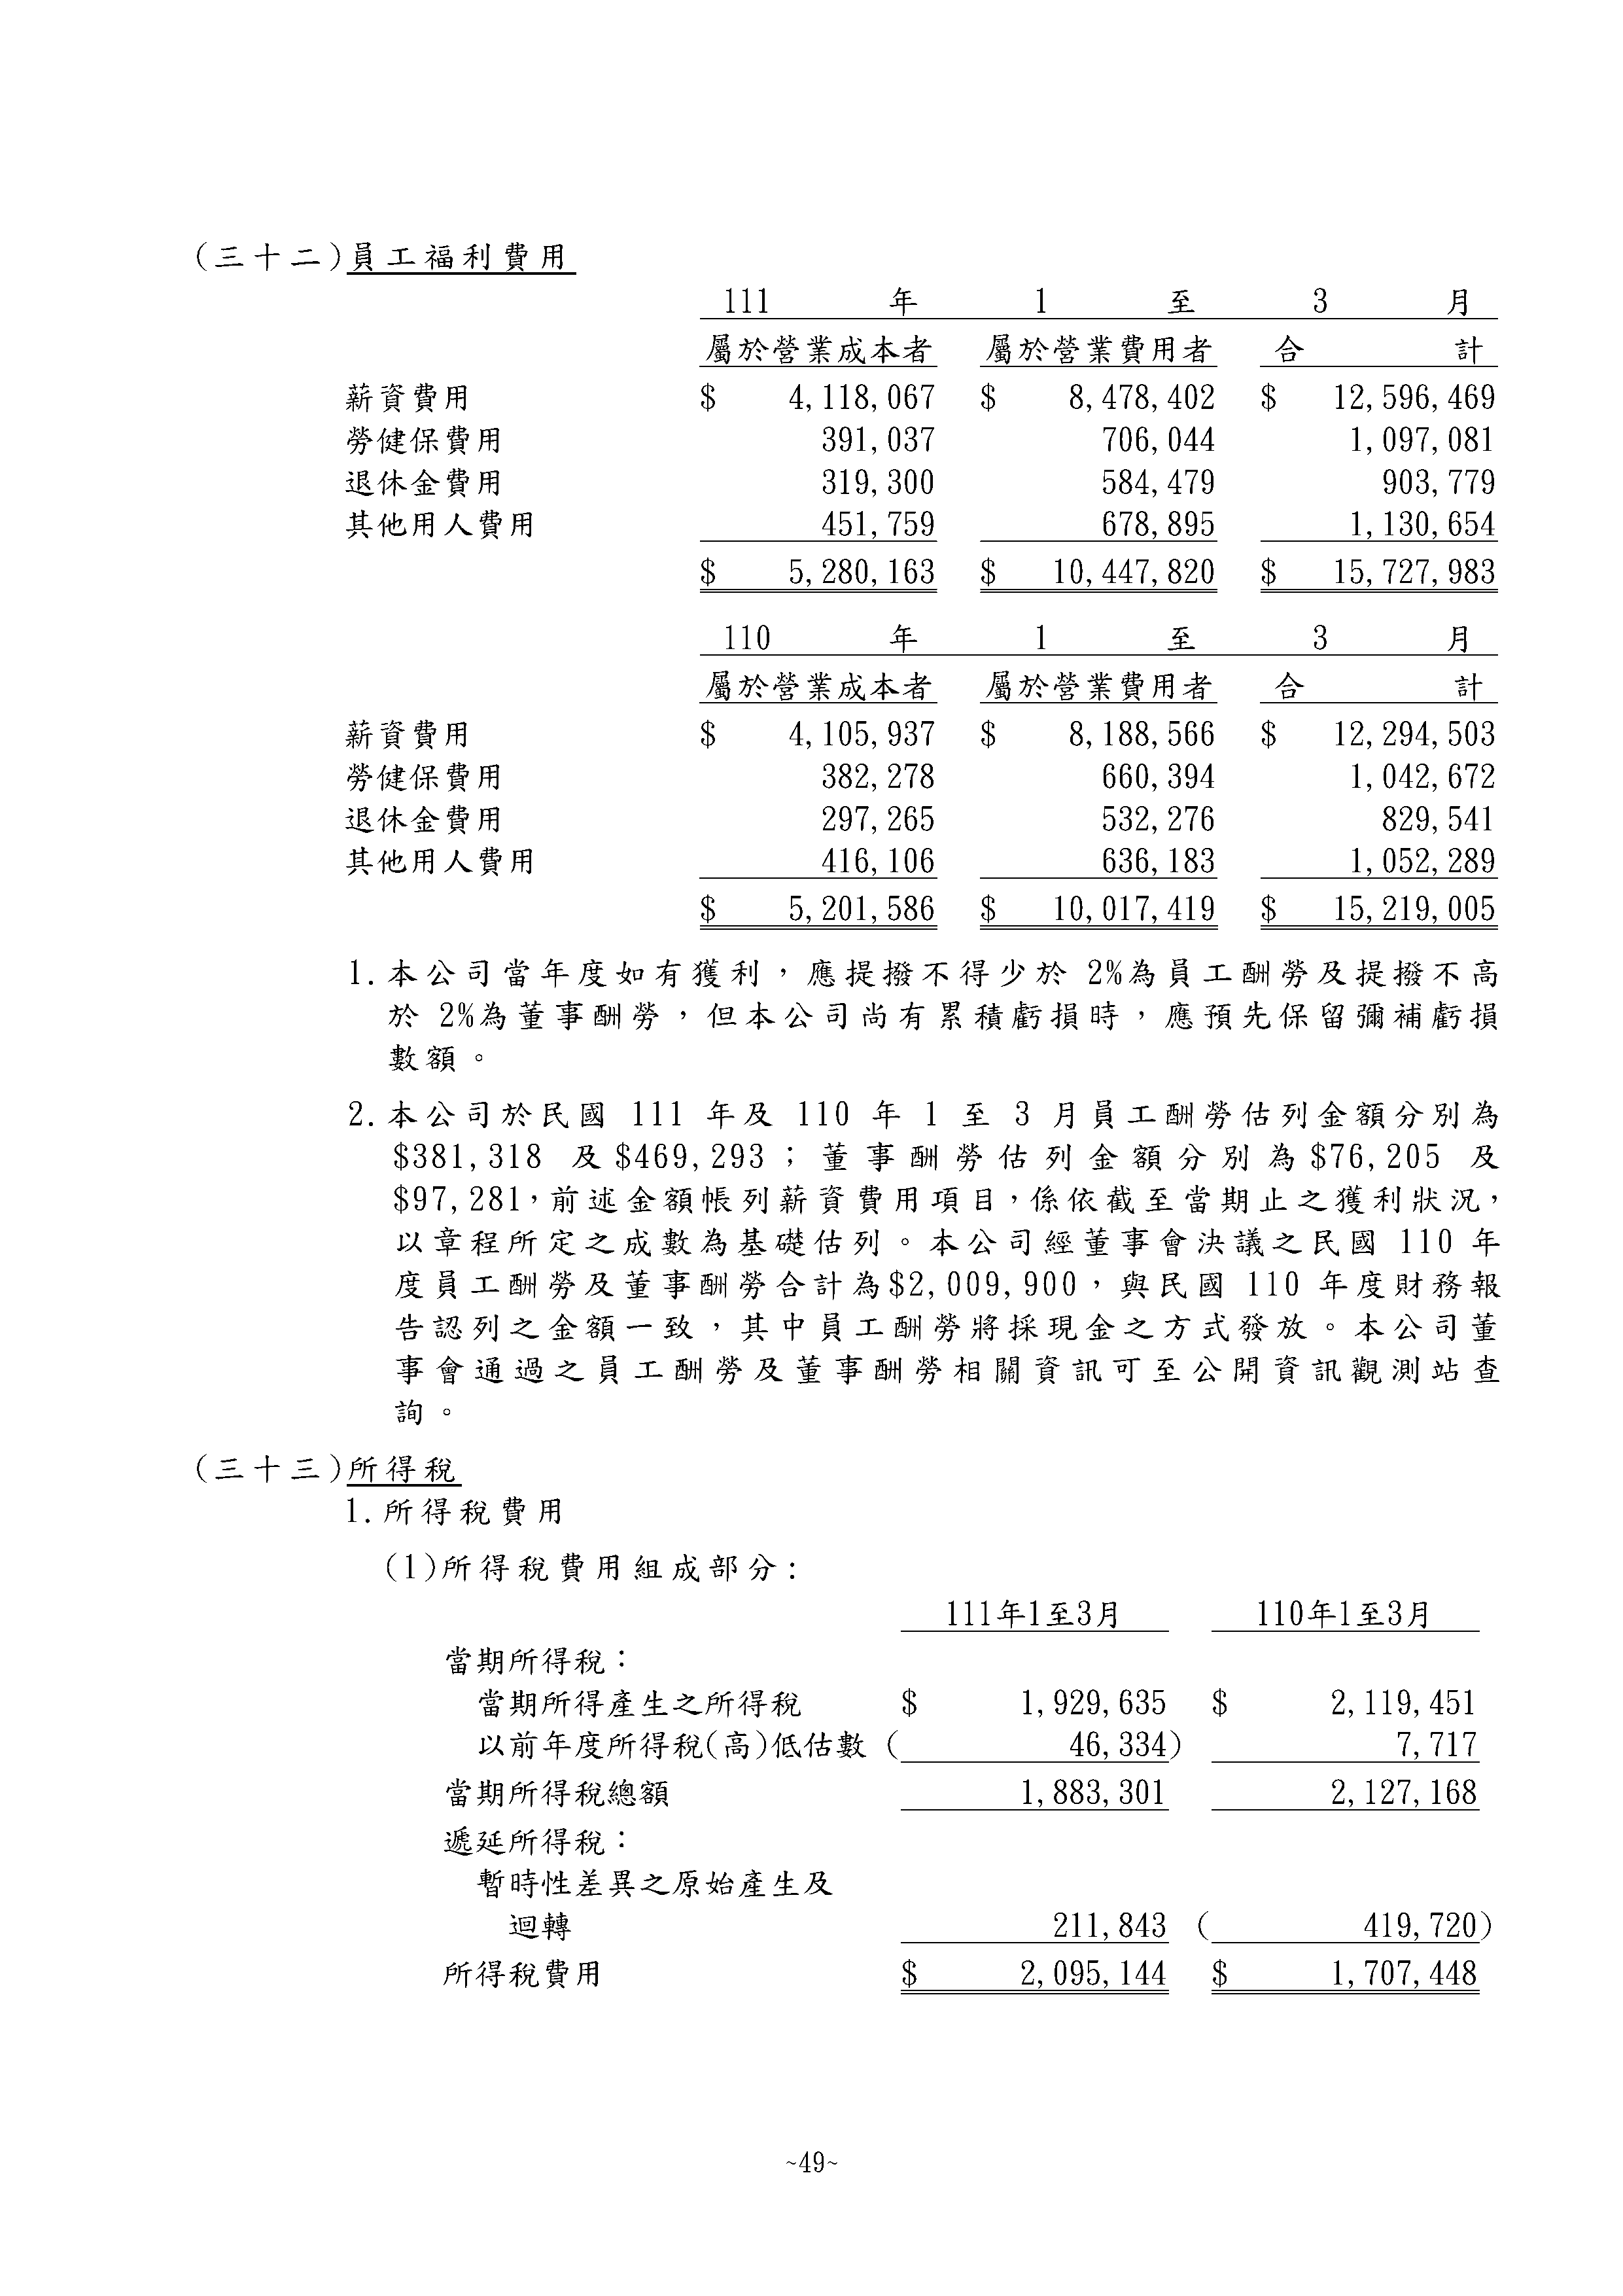 (三十二)員工福利費用
111 年 1 至 3 月
屬於營業成本者 屬於營業費用者 合 計
薪資費用 $ 4,118,067 $ 8,478,402 $ 12,596,469
勞健保費用 391,037 706,044 1,097,081
退休金費用 319,300 584,479 903,779
其他用人費用 451,759 678,895 1,130,654
$ 5,280,163 $ 10,447,820 $ 15,727,983
110 年 1 至 3 月
屬於營業成本者 屬於營業費用者 合 計
薪資費用 $ 4,105,937 $ 8,188,566 $ 12,294,503
勞健保費用 382,278 660,394 1,042,672
退休金費用 297,265 532,276 829,541
其他用人費用 416,106 636,183 1,052,289
$ 5,201,586 $ 10,017,419 $ 15,219,005
1.本公司當年度如有獲利，應提撥不得少於 2%為員工酬勞及提撥不高
於 2%為董事酬勞，但本公司尚有累積虧損時，應預先保留彌補虧損
數額。
2.本公司於民國 111 年及 110 年 1 至 3 月員工酬勞估列金額分別為
$381,318 及$469,293；董事酬勞估列金額分別為$76,205 及
$97,281，前述金額帳列薪資費用項目，係依截至當期止之獲利狀況，
以章程所定之成數為基礎估列。本公司經董事會決議之民國 110 年
度員工酬勞及董事酬勞合計為$2,009,900，與民國 110 年度財務報
告認列之金額一致，其中員工酬勞將採現金之方式發放。本公司董
事會通過之員工酬勞及董事酬勞相關資訊可至公開資訊觀測站查
詢。
(三十三)所得稅
1.所得稅費用
(1)所得稅費用組成部分:
111年1至3月 110年1至3月
當期所得稅：
當期所得產生之所得稅 $ 1,929,635 $ 2,119,451
以前年度所得稅(高)低估數 ( 46,334) 7,717
當期所得稅總額 1,883,301 2,127,168
遞延所得稅：
暫時性差異之原始產生及
迴轉 211,843 ( 419,720)
所得稅費用 $ 2,095,144 $ 1,707,448
~49~